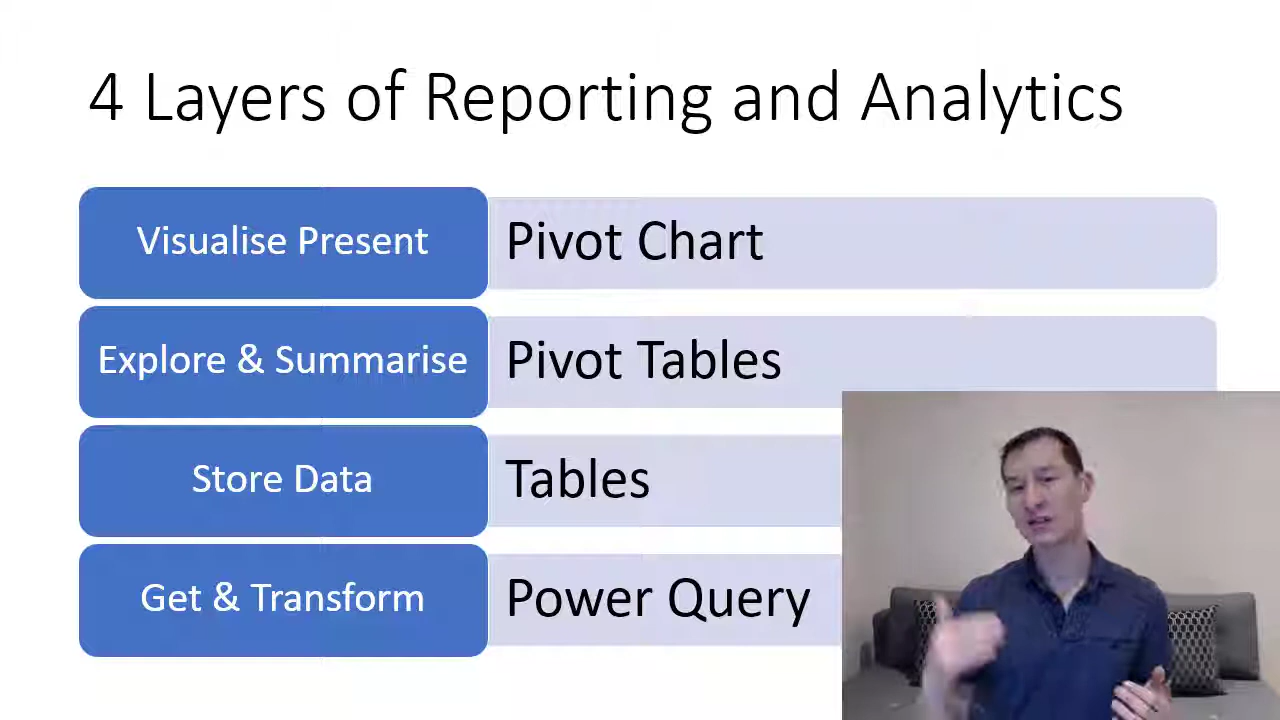 4 Layers of Reporting and Analytics
Visualise Present
Pivot Chart
Explore & Summarise
Pivot Tables
Store Data
Tables
Get & Transform
Power Query